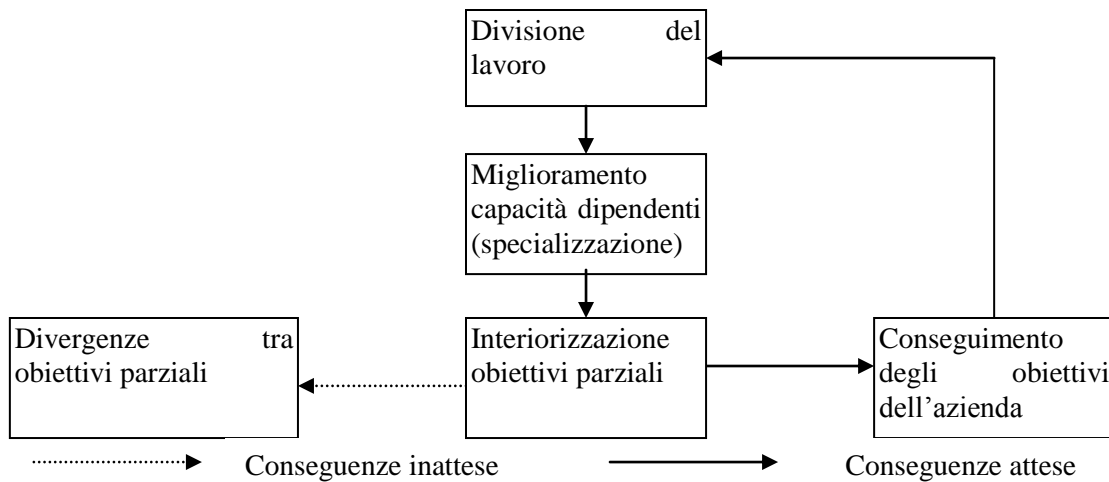 Divisione del
lavoro
Miglioramento
capacità dipendenti
(specializzazione)
Divergenze tra
obiettivi parziali
Interiorizzazione
obiettivi parziali
Conseguimento
degli obiettivi
dell’azienda
Conseguenze inattese
Conseguenze attese